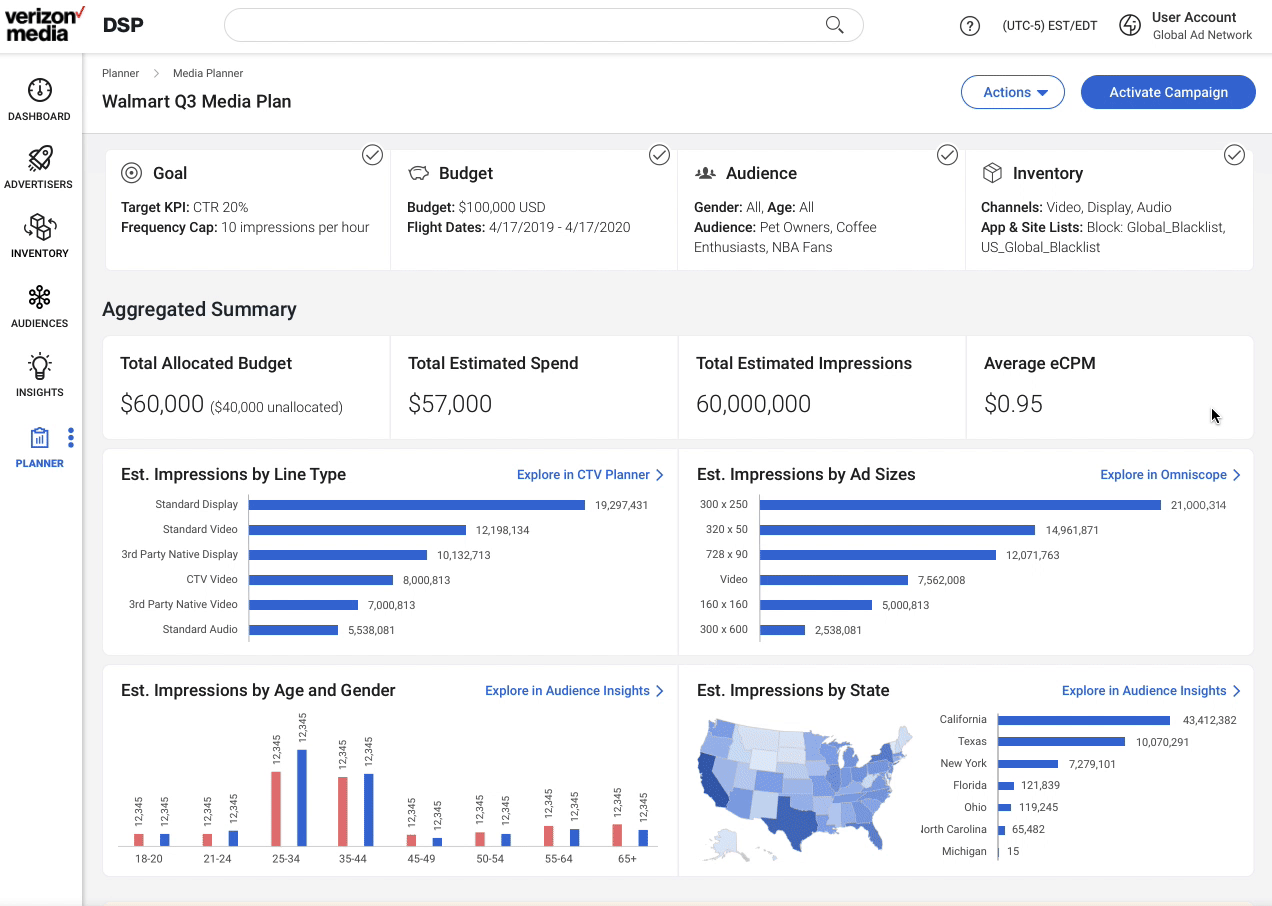 verizon
media
DSP
(UTC-5) EST/EDT
User Account
Global Ad Network
DASHBOARD
ADVERTISERS
INVENTORY
AUDIENCES
INSIGHTS
PLANNER
Planner
Media Planner
Walmart Q3 Media Plan
Actions
Activate Campaign
Goal
Target KPI: CTR 20%
Frequency Cap: 10 impressions per hour
Budget
Budget: $100,000 USD
Flight Dates: 4/17/2019 - 4/17/2020
Audience
Gender: All, Age: All
Audience: Pet Owners, Coffee
Enthusiasts, NBA Fans
Inventory
Channels: Video, Display, Audio
App & Site Lists: Block: Global_Blacklist,
US_Global_Blacklist
Aggregated Summary
Total Allocated Budget
$60,000 ($40,000 unallocated)
Total Estimated Spend
$57,000
Total Estimated Impressions
60,000,000
Average eCPM
$0.95
Est. Impressions by Line Type
Explore in CTV Planner
Standard Display 19,297,431
Standard Video 12,198,134
3rd Party Native Display 10,132,713
CTV Video 8,000,813
3rd Party Native Video 7,000,813
Standard Audio 5,538,081
Est. Impressions by Ad Sizes
Explore in Omniscope
300 x 250 21,000,314
320 x 50 14,961,871
728 x 90 12,071,763
Video 7,562,008
160 x 160 5,000,813
300 x 600 2,538,081
Est. Impressions by Age and Gender
Explore in Audience Insights
12,345 12,345 12,345 12,345 12,345 12,345 12,345 12,345 12,345 12,345 12,345 12,345 12,345 12,345 12,345 12,345
18-20 21-24 25-34 35-44 45-49 50-54 55-64 65+
Est. Impressions by State
Explore in Audience Insights
California 43,412,382
Texas 10,070,291
New York 7,279,101
Florida 121,839
Ohio 119,245
orth Carolina 65,482
Michigan 15